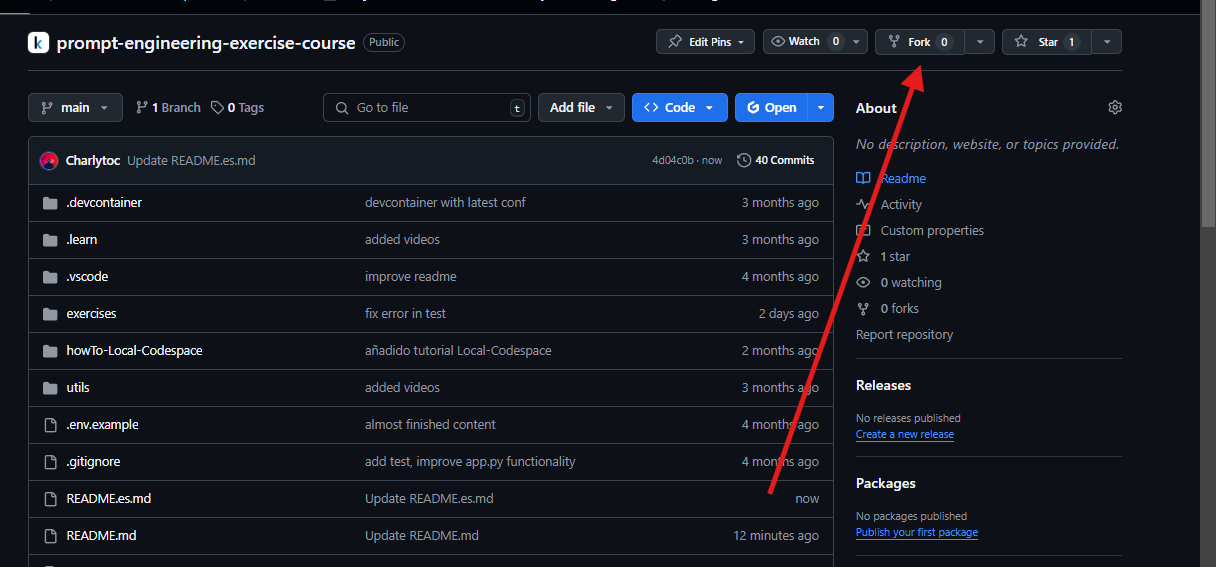 prompt-engineering-exercise-course Public Edit Pins Watch 0 Fork 0 Star 1
main 1 Branch 0 Tags Go to file t Add file Code Open
Charlytoc Update README.es.md 4d04c0b · now 40 Commits
.devcontainer devcontainer with latest conf 3 months ago
.learn added videos 3 months ago
.vscode improve readme 4 months ago
exercises fix error in test 2 days ago
howTo-Local-Codespace añadido tutorial Local-Codespace 2 months ago
utils added videos 3 months ago
.env.example almost finished content 4 months ago
.gitignore add test, improve app.py functionality 4 months ago
README.es.md Update README.es.md now
README.md Update README.md 12 minutes ago
About
No description, website, or topics provided.
Readme
Activity
Custom properties
1 star
0 watching
0 forks
Report repository
Releases
No releases published
Create a new release
Packages
No packages published
Publish your first package